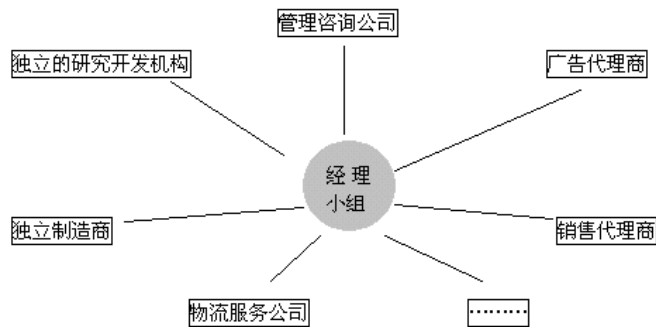 管理咨询公司
独立的研究开发机构
广告代理商
经 理
小组
独立制造商
销售代理商
物流服务公司
………